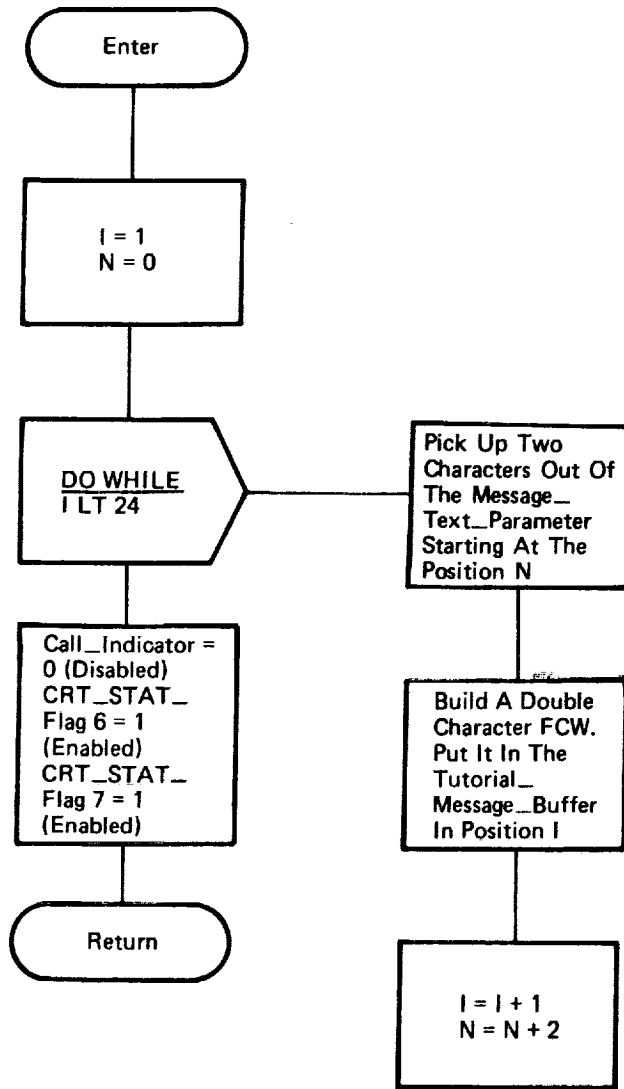 Enter
I = 1
N = 0
DO WHILE
I LT 24
Call_Indicator =
0 (Disabled)
CRT_STAT_
Flag 6 = 1
(Enabled)
CRT_STAT_
Flag 7 = 1
(Enabled)
Return
Pick Up Two
Characters Out Of
The Message_
Text_Parameter
Starting At The
Position N
Build A Double
Character FCW.
Put It In The
Tutorial_
Message_Buffer
In Position I
I = I + 1
N = N + 2